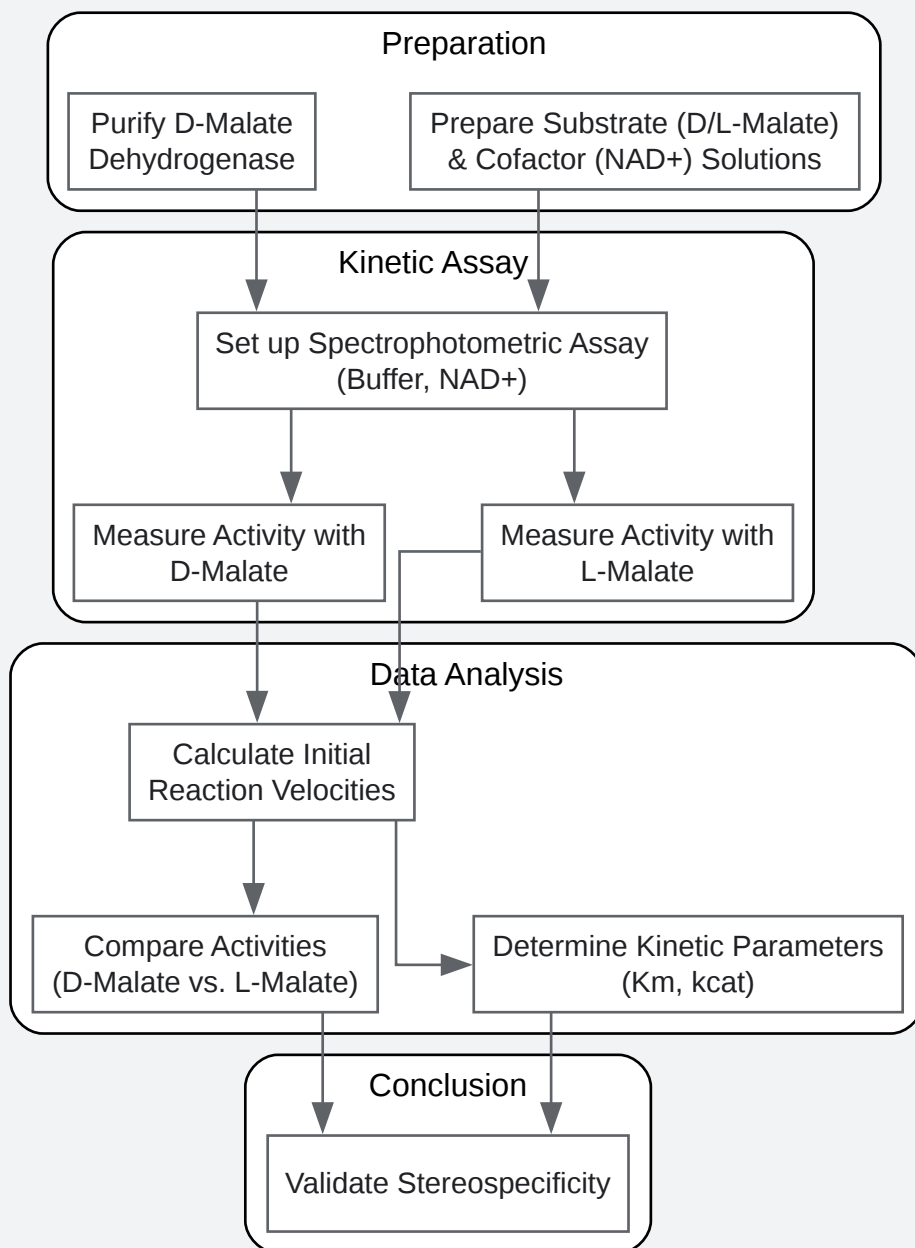 Preparation
Purify D-Malate
Dehydrogenase
Prepare Substrate (D/L-Malate)
& Cofactor (NAD+) Solutions
Kinetic Assay
Set up Spectrophotometric Assay
(Buffer, NAD+)
Measure Activity with
D-Malate
Measure Activity with
L-Malate
Data Analysis
Calculate Initial
Reaction Velocities
Compare Activities
(D-Malate vs. L-Malate)
Determine Kinetic Parameters
(Km, kcat)
Conclusion
Validate Stereospecificity